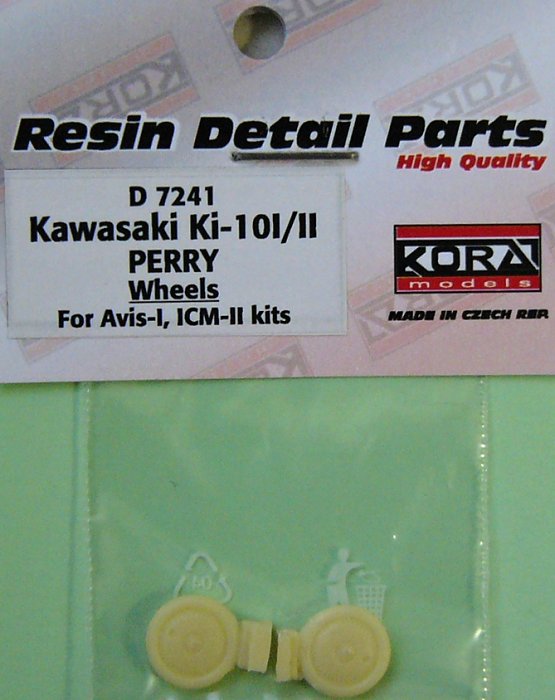 Resin Detail Parts
High Quality
D 7241
Kawasaki Ki-10I/II
PERRY
Wheels
For Avis-I, ICM-II kits
KORA
models
MADE IN CZECH REP.